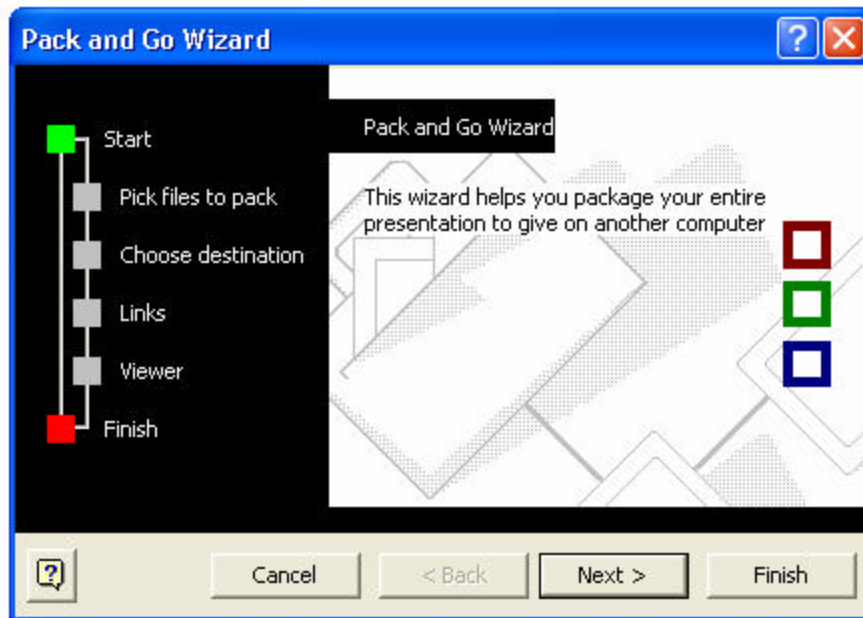 Pack and Go Wizard
?
Start
Pick files to pack
Choose destination
Links
Viewer
Finish
Pack and Go Wizard
This wizard helps you package your entire
presentation to give on another computer
?
Cancel
< Back
Next >
Finish